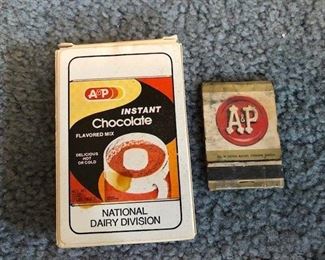 A&P
INSTANT
Chocolate
FLAVORED MIX
DELICIOUS
HOT
OR COLD
NATIONAL
DAIRY DIVISION
A&P